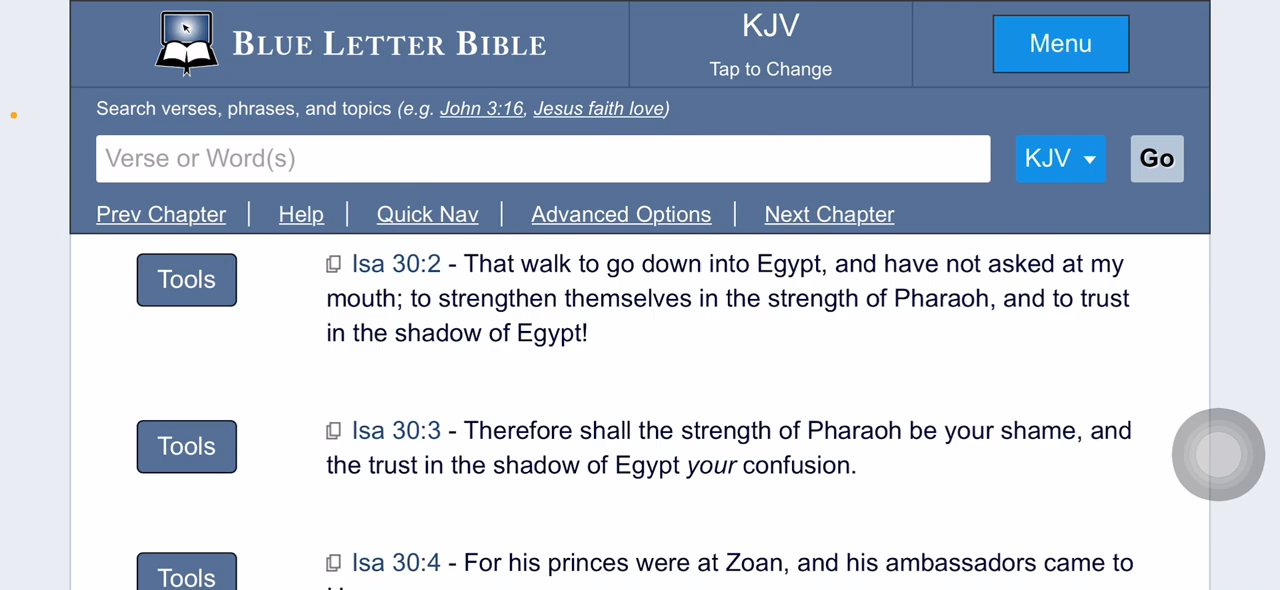 BLUE LETTER BIBLE
KJV
Tap to Change
Menu
Search verses, phrases, and topics (e.g. John 3:16, Jesus faith love)
Verse or Word(s)
KJV
Go
Prev Chapter | Help | Quick Nav | Advanced Options | Next Chapter
Tools
Isa 30:2 - That walk to go down into Egypt, and have not asked at my
mouth; to strengthen themselves in the strength of Pharaoh, and to trust
in the shadow of Egypt!
Tools
Isa 30:3 - Therefore shall the strength of Pharaoh be your shame, and
the trust in the shadow of Egypt your confusion.
Tools
Isa 30:4 - For his princes were at Zoan, and his ambassadors came to